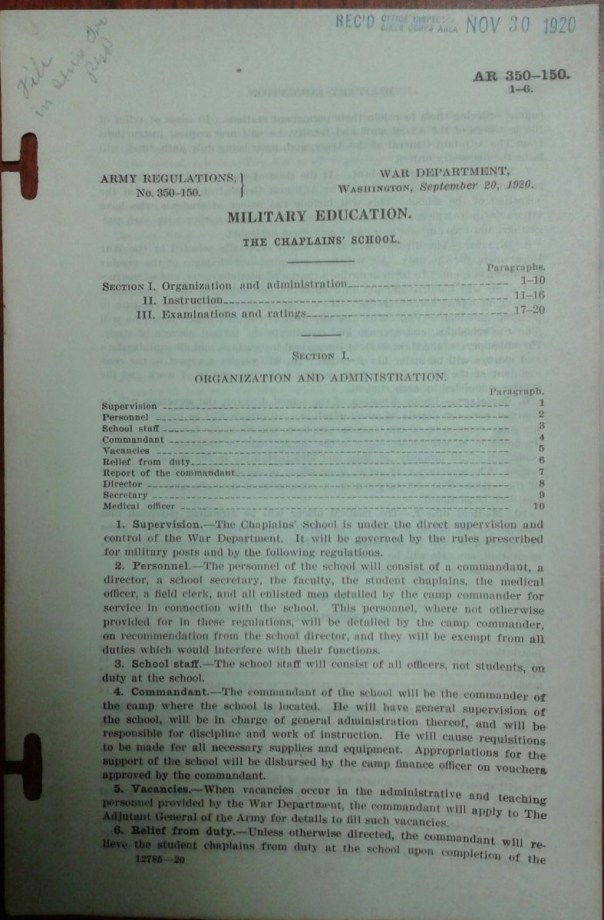 REC'D OFFICE INSPECTOR NOV 30 1920
CORPS AREA
File
in
AR 350-150.
1-6.
ARMY REGULATIONS,
No. 350-150.
WAR DEPARTMENT,
WASHINGTON, September 20, 1920.
MILITARY EDUCATION.
THE CHAPLAINS' SCHOOL.
Paragraphs.
SECTION I. Organization and administration 1-10
II. Instruction 11-16
III. Examinations and ratings 17-20
SECTION I.
ORGANIZATION AND ADMINISTRATION.
Paragraph.
Supervision 1
Personnel 2
School staff 3
Commandant 4
Vacancies 5
Relief from duty 6
Report of the commandant 7
Director 8
Secretary 9
Medical officer 10
1. Supervision.—The Chaplains' School is under the direct supervision and
control of the War Department. It will be governed by the rules prescribed
for military posts and by the following regulations.
2. Personnel.—The personnel of the school will consist of a commandant, a
director, a school secretary, the faculty, the student chaplains, the medical
officer, a field clerk, and all enlisted men detailed by the camp commander for
service in connection with the school. This personnel, where not otherwise
provided for in these regulations, will be detailed by the camp commander,
on recommendation from the school director, and they will be exempt from all
duties which would interfere with their functions.
3. School staff.—The school staff will consist of all officers, not students, on
duty at the school.
4. Commandant.—The commandant of the school will be the commander of
the camp where the school is located. He will have general supervision of
the school, will be in charge of general administration thereof, and will be
responsible for discipline and work of instruction. He will cause requisitions
to be made for all necessary supplies and equipment. Appropriations for the
support of the school will be disbursed by the camp finance officer on vouchers
approved by the commandant.
5. Vacancies.—When vacancies occur in the administrative and teaching
personnel provided by the War Department, the commandant will apply to The
Adjutant General of the Army for details to fill such vacancies.
6. Relief from duty.—Unless otherwise directed, the commandant will re-
lieve the student chaplains from duty at the school upon completion of the
12785—20